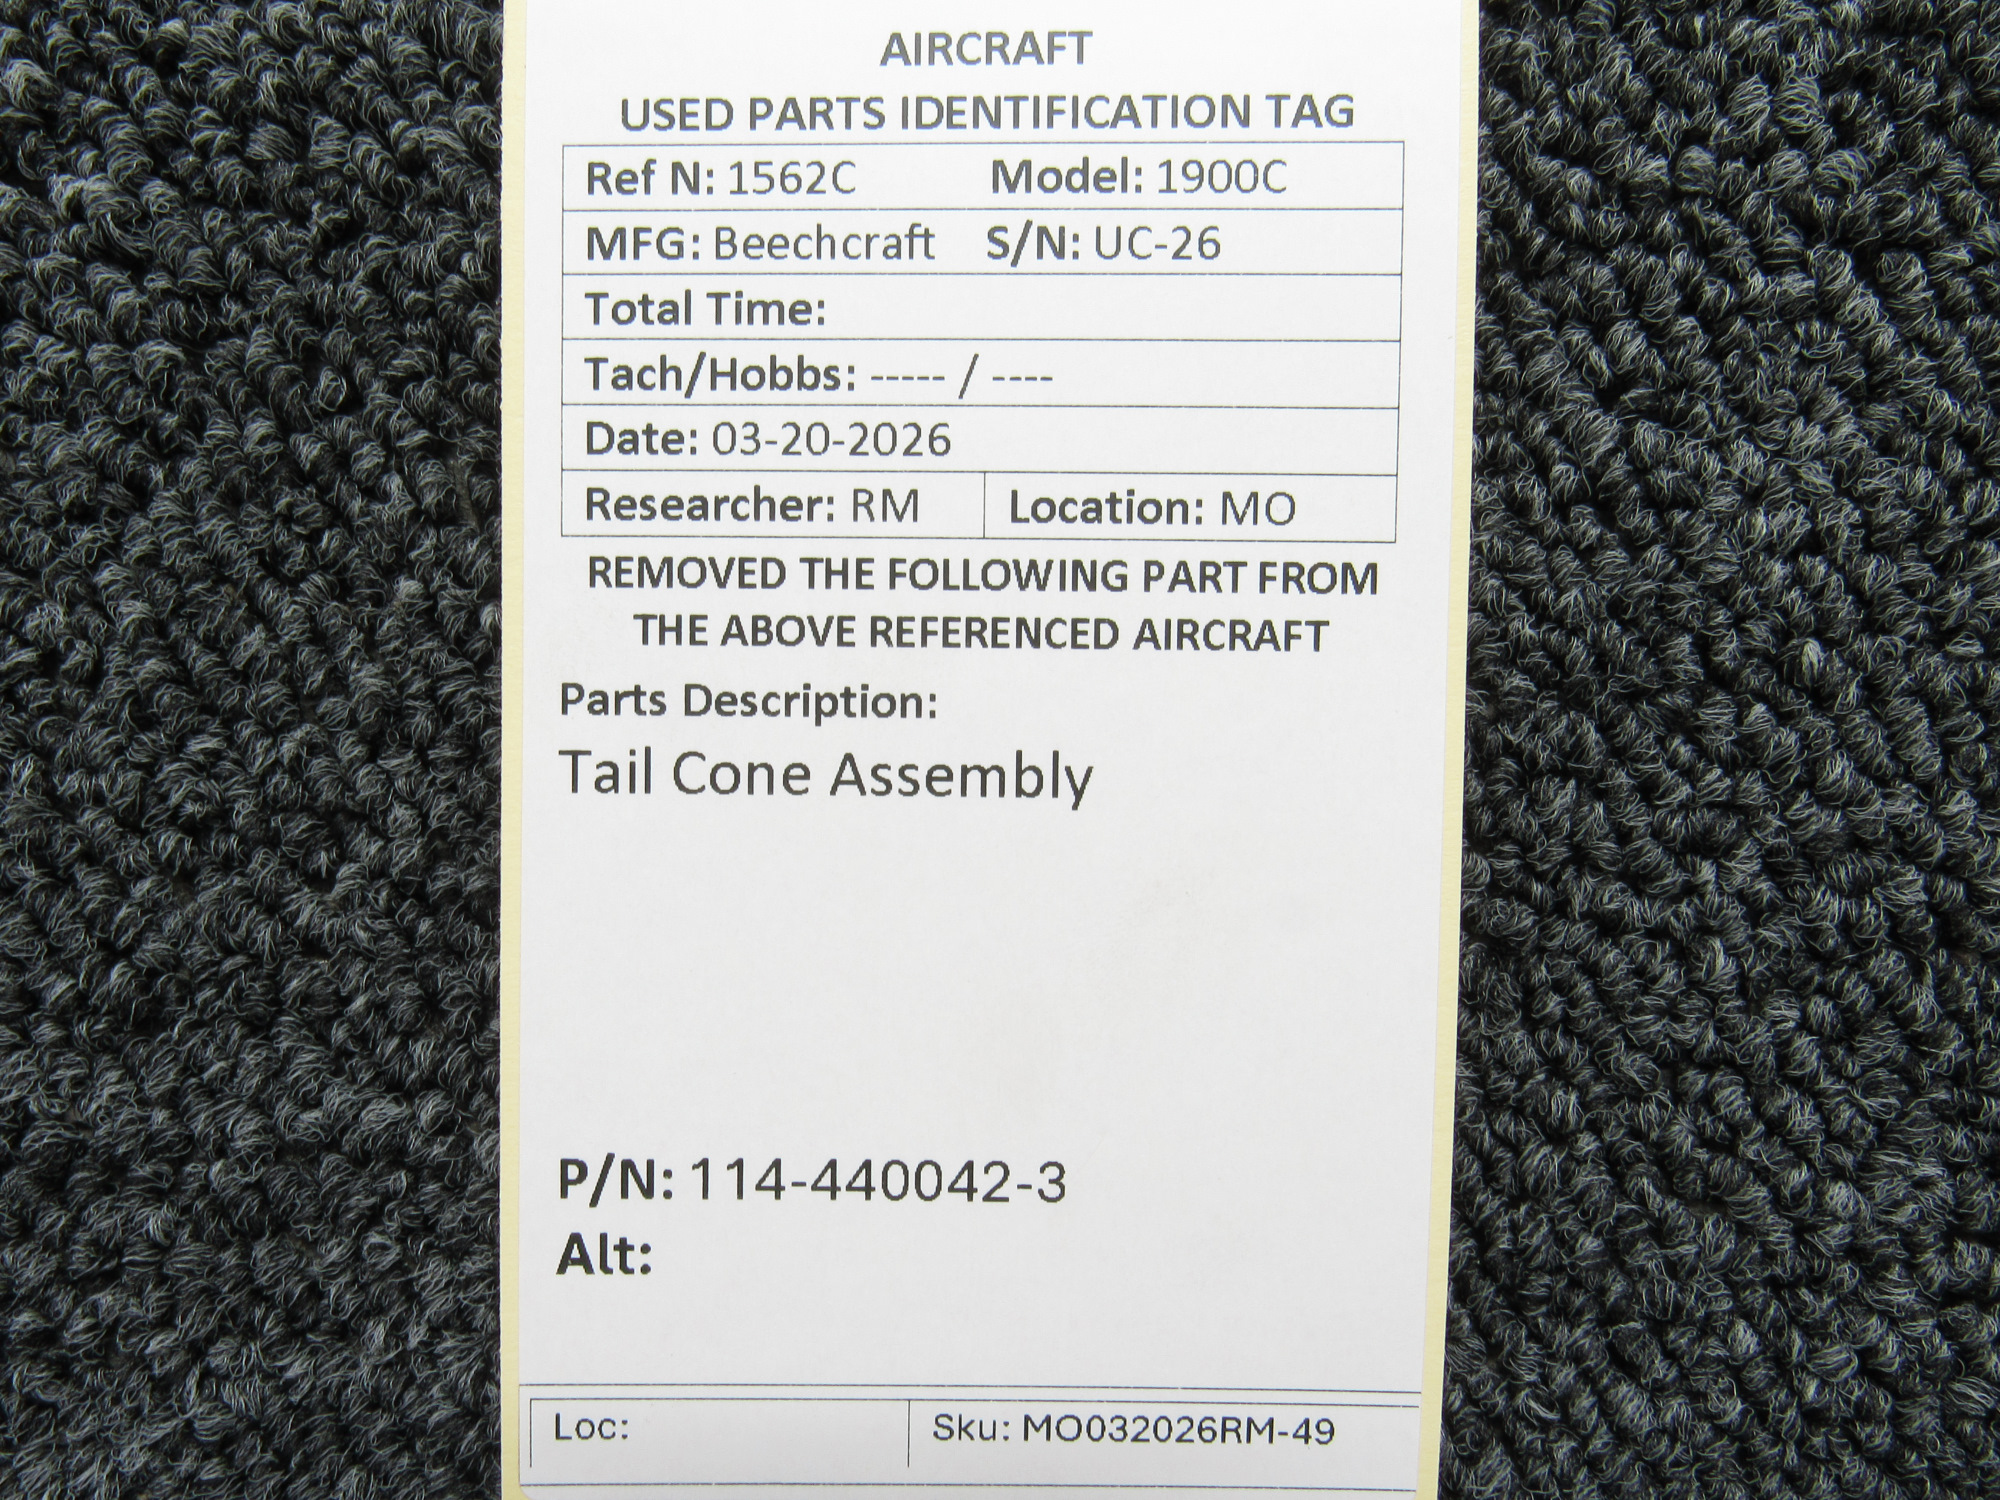 AIRCRAFT
USED PARTS IDENTIFICATION TAG
Ref N: 1562C Model: 1900C
MFG: Beechcraft S/N: UC-26
Total Time:
Tach/Hobbs: ----- / ----
Date: 03-20-2026
Researcher: RM Location: MO
REMOVED THE FOLLOWING PART FROM
THE ABOVE REFERENCED AIRCRAFT
Parts Description:
Tail Cone Assembly
P/N: 114-440042-3
Alt:
Loc: Sku: MO032026RM-49